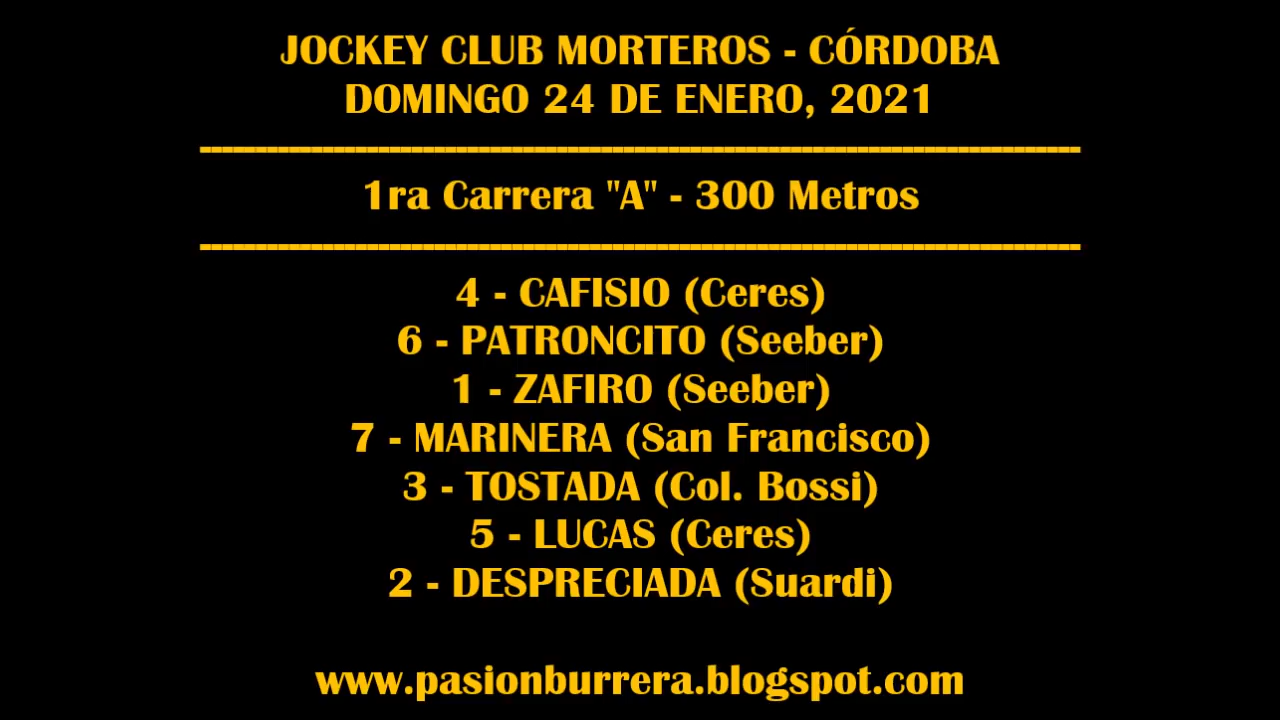 JOCKEY CLUB MORTEROS - CÓRDOBA
DOMINGO 24 DE ENERO, 2021
1ra Carrera "A" - 300 Metros
4 - CAFISIO (Ceres)
6 - PATRONCITO (Seeber)
1 - ZAFIRO (Seeber)
7 - MARINERA (San Francisco)
3 - TOSTADA (Col. Bossi)
5 - LUCAS (Ceres)
2 - DESPRECIADA (Suardi)
www.pasionburrera.blogspot.com